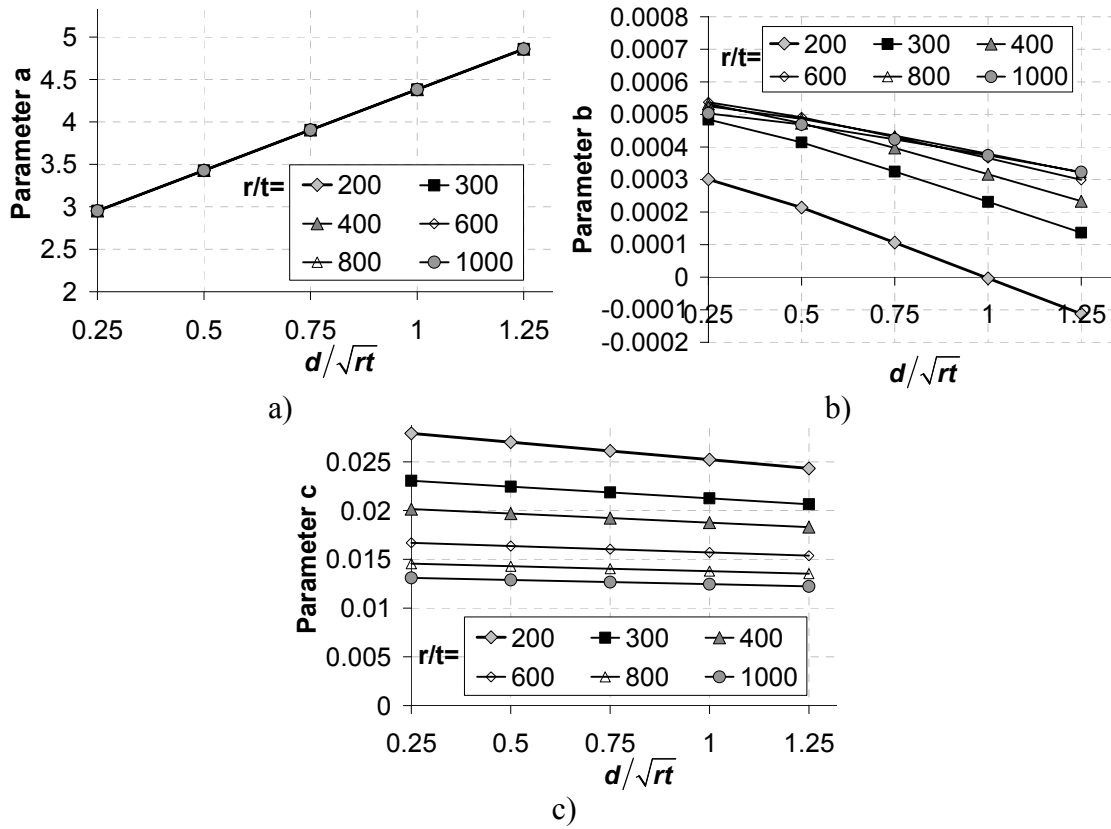 Parameter a
5
4.5
4
3.5
3
2.5
2
0.25 0.5 0.75 1 1.25
d/√rt
r/t=
200 300
400 600
800 1000
a)
Parameter b
0.0008
0.0007
0.0006
0.0005
0.0004
0.0003
0.0002
0.0001
0
-0.0001
-0.0002
0.25 0.5 0.75 1 1.25
d/√rt
r/t=
200 300 400
600 800 1000
b)
Parameter c
0.025
0.02
0.015
0.01
0.005
0
0.25 0.5 0.75 1 1.25
d/√rt
r/t=
200 300 400
600 800 1000
c)